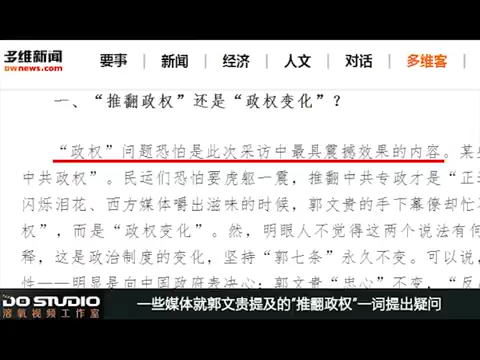 多维新闻
DWnews.com
要事 新闻 经济 人文 对话 多维客
一、“推翻政权”还是“政权变化”？
“政权”问题恐怕是此次采访中最具震撼效果的内容。某些
中共政权”。民运们恐怕要虎躯一震，推翻中共专政才是“正
闪烁泪花、西方媒体嚼出滋味的时候，郭文贵的手下幕僚却忙
权”，而是“政权变化”。然，明眼人不觉得这两个说法有何
释，这是政治制度的变化，坚持“郭七条”永久不变。可以说，
性——明显是向中国政府表决心：郭文贵“忠心”不变，“反
DO STUDIO
溶氧视频工作室
一些媒体就郭文贵提及的“推翻政权”一词提出疑问